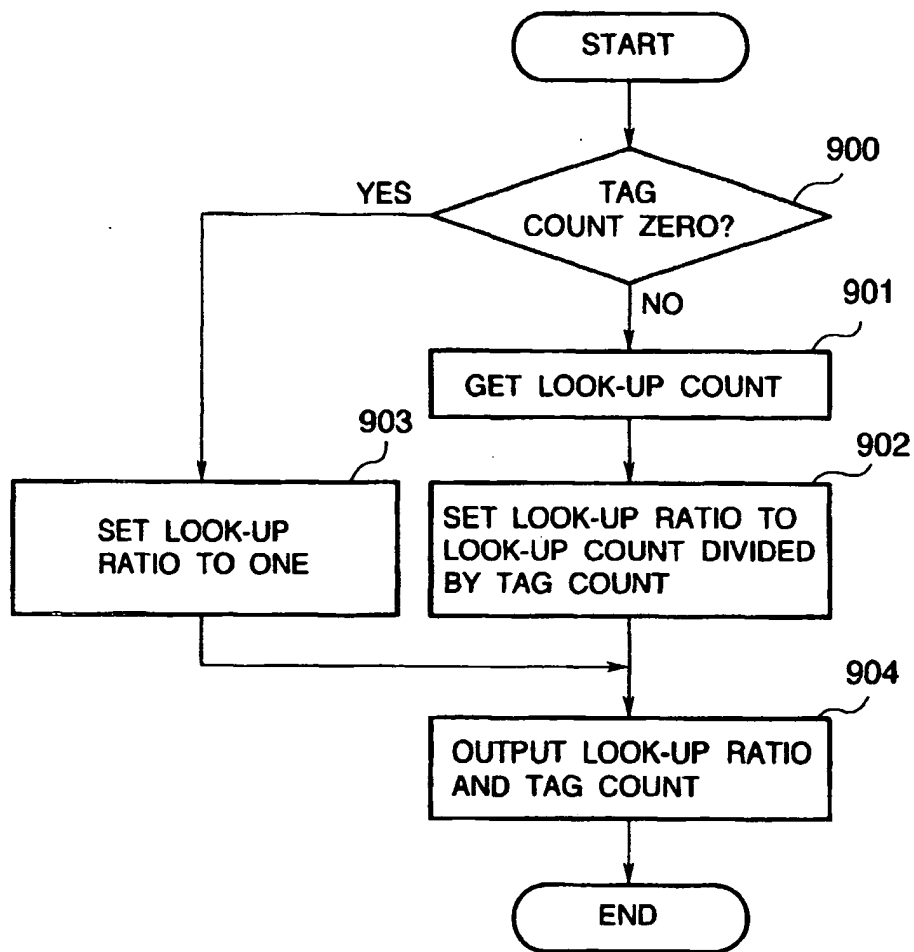 START
900
YES
TAG
COUNT ZERO?
NO
901
GET LOOK-UP COUNT
903
902
SET LOOK-UP
RATIO TO ONE
SET LOOK-UP RATIO TO
LOOK-UP COUNT DIVIDED
BY TAG COUNT
904
OUTPUT LOOK-UP RATIO
AND TAG COUNT
END